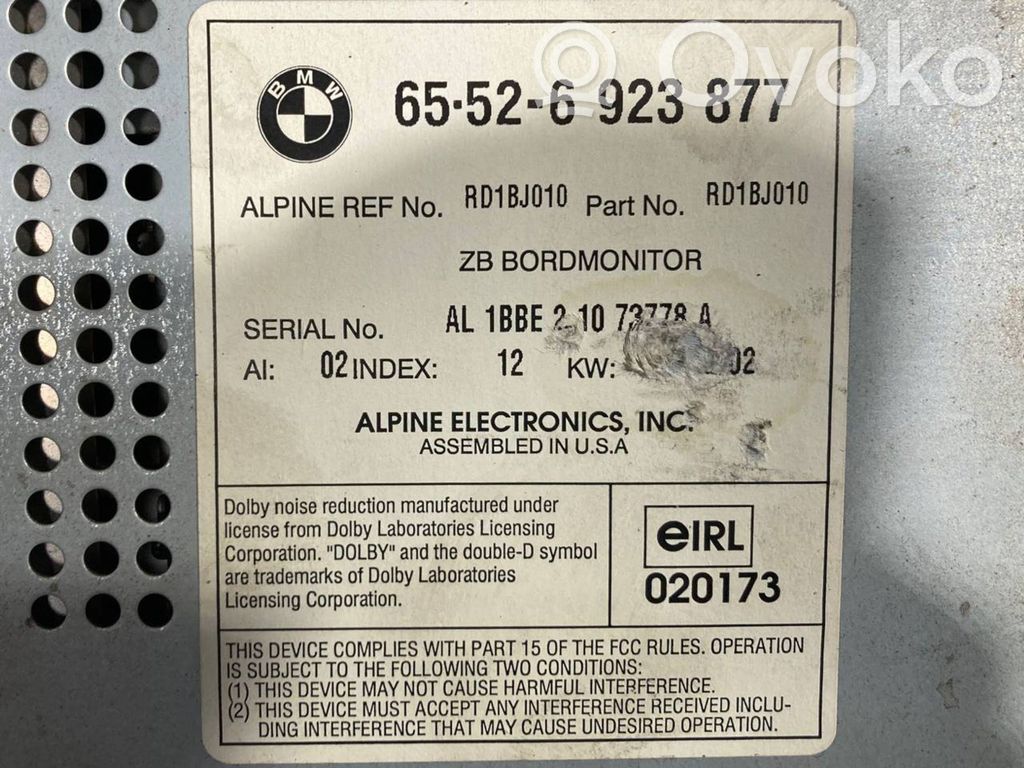 Ovoko
BMW
65-52-6 923 877
ALPINE REF No. RD1BJ010 Part No. RD1BJ010
ZB BORDMONITOR
SERIAL No. AL 1BBE 2 10 73778 A
AI: 02 INDEX: 12 KW: 02
ALPINE ELECTRONICS, INC.
ASSEMBLED IN U.S.A
Dolby noise reduction manufactured under
license from Dolby Laboratories Licensing
Corporation. "DOLBY" and the double-D symbol
are trademarks of Dolby Laboratories
Licensing Corporation.
eIRL
020173
THIS DEVICE COMPLIES WITH PART 15 OF THE FCC RULES. OPERATION
IS SUBJECT TO THE FOLLOWING TWO CONDITIONS:
(1) THIS DEVICE MAY NOT CAUSE HARMFUL INTERFERENCE.
(2) THIS DEVICE MUST ACCEPT ANY INTERFERENCE RECEIVED INCLU-
DING INTERFERENCE THAT MAY CAUSE UNDESIRED OPERATION.